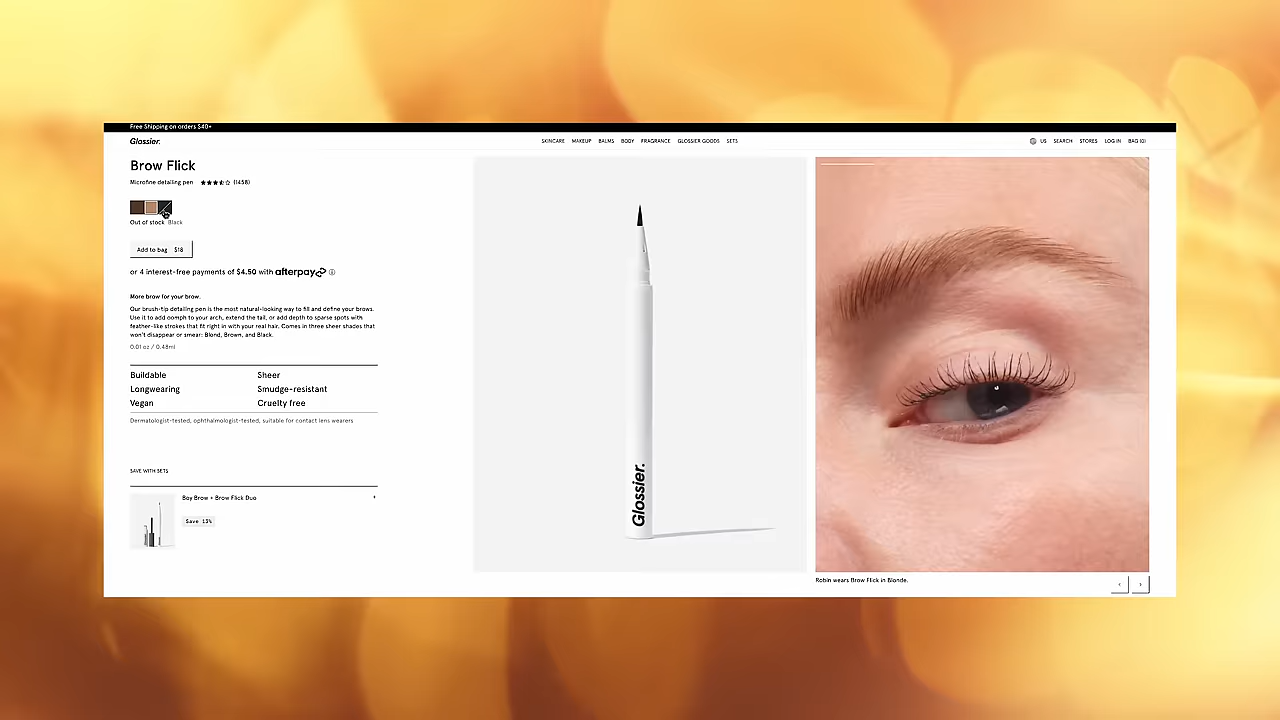 Free Shipping on orders $40+
Glossier.
SKINCARE MAKEUP BALMS BODY FRAGRANCE GLOSSIER GOODS SETS
US SEARCH STORES LOG IN BAG (0)
Brow Flick
Microfine detailing pen ★★★★☆ (1458)
Out of stock Black
Add to bag $18
or 4 interest-free payments of $4.50 with afterpay
More brow for your brow.
Our brush-tip detailing pen is the most natural-looking way to fill and define your brows.
Use it to add oomph to your arch, extend the tail, or add depth to sparse spots with
feather-like strokes that fit right in with your real hair. Comes in three sheer shades that
won't disappear or smear: Blond, Brown, and Black.
0.01 oz / 0.48ml
Buildable Sheer
Longwearing Smudge-resistant
Vegan Cruelty free
Dermatologist-tested, ophthalmologist-tested, suitable for contact lens wearers
SAVE WITH SETS
Boy Brow + Brow Flick Duo +
Save 15%
Glossier.
Robin wears Brow Flick in Blonde.